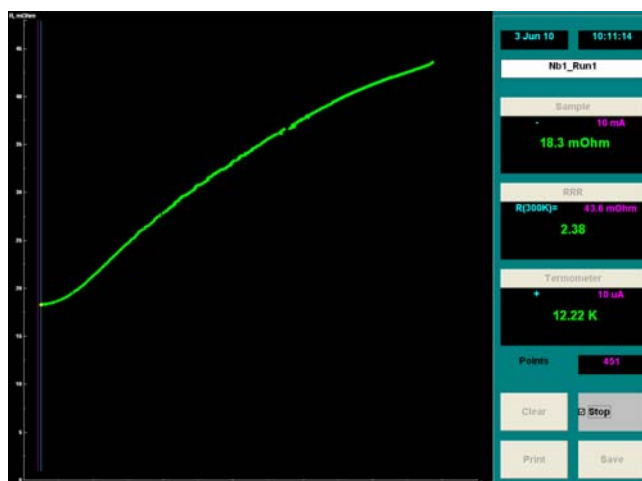 R, mOhm
45
40
35
30
25
20
15
10
5
0
3 Jun 10
10:11:14
Nb1_Run1
Sample
-
10 mA
18.3 mOhm
RRR
R(300K)=
43.6 mOhm
2.38
Termometer
+
10 uA
12.22 K
Points
451
Clear
Stop
Print
Save